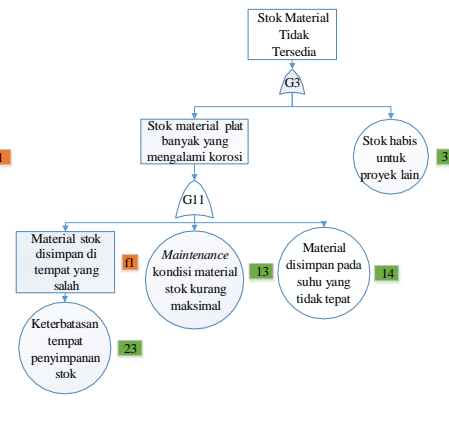 Stok Material
Tidak
Tersedia
G3
Stok material plat
banyak yang
mengalami korosi
Stok habis
untuk
proyek lain
3
G11
Material stok
disimpan di
tempat yang
salah
f1
Maintenance
kondisi material
stok kurang
maksimal
13
Material
disimpan pada
suhu yang
tidak tepat
14
Keterbatasan
tempat
penyimpanan
stok
23